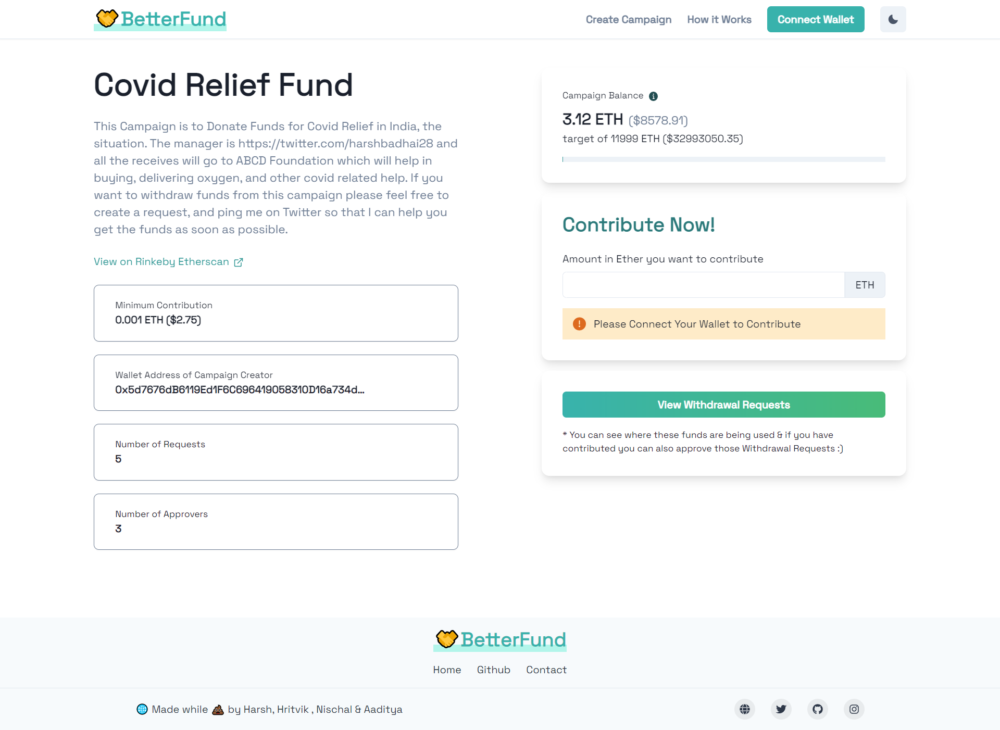 BetterFund
Create Campaign
How it Works
Connect Wallet
Covid Relief Fund
This Campaign is to Donate Funds for Covid Relief in India, the
situation. The manager is https://twitter.com/harshbadhai28 and
all the receives will go to ABCD Foundation which will help in
buying, delivering oxygen, and other covid related help. If you
want to withdraw funds from this campaign please feel free to
create a request, and ping me on Twitter so that I can help you
get the funds as soon as possible.
View on Rinkeby Etherscan
Minimum Contribution
0.001 ETH ($2.75)
Wallet Address of Campaign Creator
0x5d7676dB6119Ed1F6C696419058310D16a734d...
Number of Requests
5
Number of Approvers
3
Campaign Balance
3.12 ETH ($8578.91)
target of 11999 ETH ($32993050.35)
Contribute Now!
Amount in Ether you want to contribute
ETH
Please Connect Your Wallet to Contribute
View Withdrawal Requests
* You can see where these funds are being used & if you have
contributed you can also approve those Withdrawal Requests :)
BetterFund
Home
Github
Contact
🌐 Made while 💩 by Harsh, Hritvik , Nischal & Aaditya